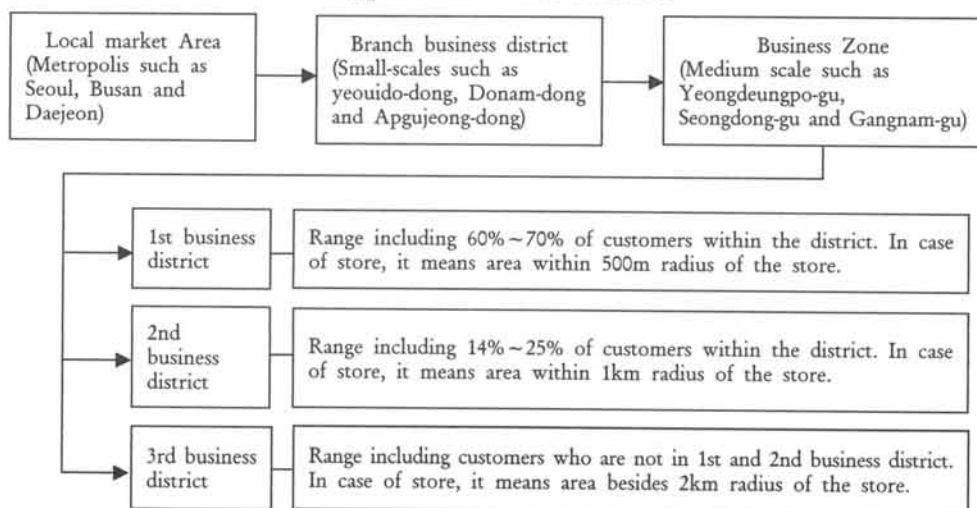 Local market Area
(Metropolis such as
Seoul, Busan and
Daejeon)
Branch business district
(Small-scales such as
yeouido-dong, Donam-dong
and Apgujeong-dong)
Business Zone
(Medium scale such as
Yeongdeungpo-gu,
Seongdong-gu and Gangnam-gu)
1st business
district
Range including 60%~70% of customers within the district. In case
of store, it means area within 500m radius of the store.
2nd
business
district
Range including 14%~25% of customers within the district. In case
of store, it means area within 1km radius of the store.
3rd business
district
Range including customers who are not in 1st and 2nd business district.
In case of store, it means area besides 2km radius of the store.